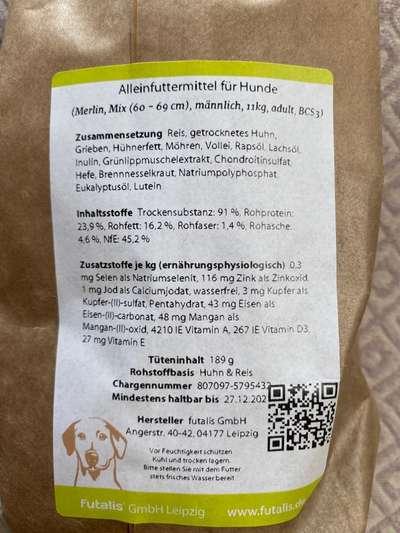 Alleinfuttermittel für Hunde
(Merlin, Mix (60 - 69 cm), männlich, 11kg, adult, BCS3)
Zusammensetzung Reis, getrocknetes Huhn,
Grieben, Hühnerfett, Möhren, Vollei, Rapsöl, Lachsöl,
Inulin, Grünlippmuschelextrakt, Chondroitinsulfat,
Hefe, Brennnesselkraut, Natriumpolyphosphat,
Eukalyptusöl, Lutein
Inhaltsstoffe Trockensubstanz: 91 %, Rohprotein:
23,9 %, Rohfett: 16,2 %, Rohfaser: 1,4 %, Rohasche:
4,6 %, NfE: 45,2 %
Zusatzstoffe je kg (ernährungsphysiologisch) 0,3
mg Selen als Natriumselenit, 116 mg Zink als Zinkoxid,
1 mg Jod als Calciumjodat, wasserfrei, 3 mg Kupfer als
Kupfer-(II)-sulfat, Pentahydrat, 43 mg Eisen als
Eisen-(II)-carbonat, 48 mg Mangan als
Mangan-(II)-oxid, 4210 IE Vitamin A, 267 IE Vitamin D3,
27 mg Vitamin E
Tüteninhalt 189 g
Rohstoffbasis Huhn & Reis
Chargennummer 807097-5795432
Mindestens haltbar bis 27.12.202
Hersteller futalis GmbH
Angerstr. 40-42, 04177 Leipzig
Vor Feuchtigkeit schützen
Kühl und trocken lagern.
Bitte stellen Sie mit dem Futter
stets frisches Wasser bereit
futalis® GmbH Leipzig
www.futalis.de